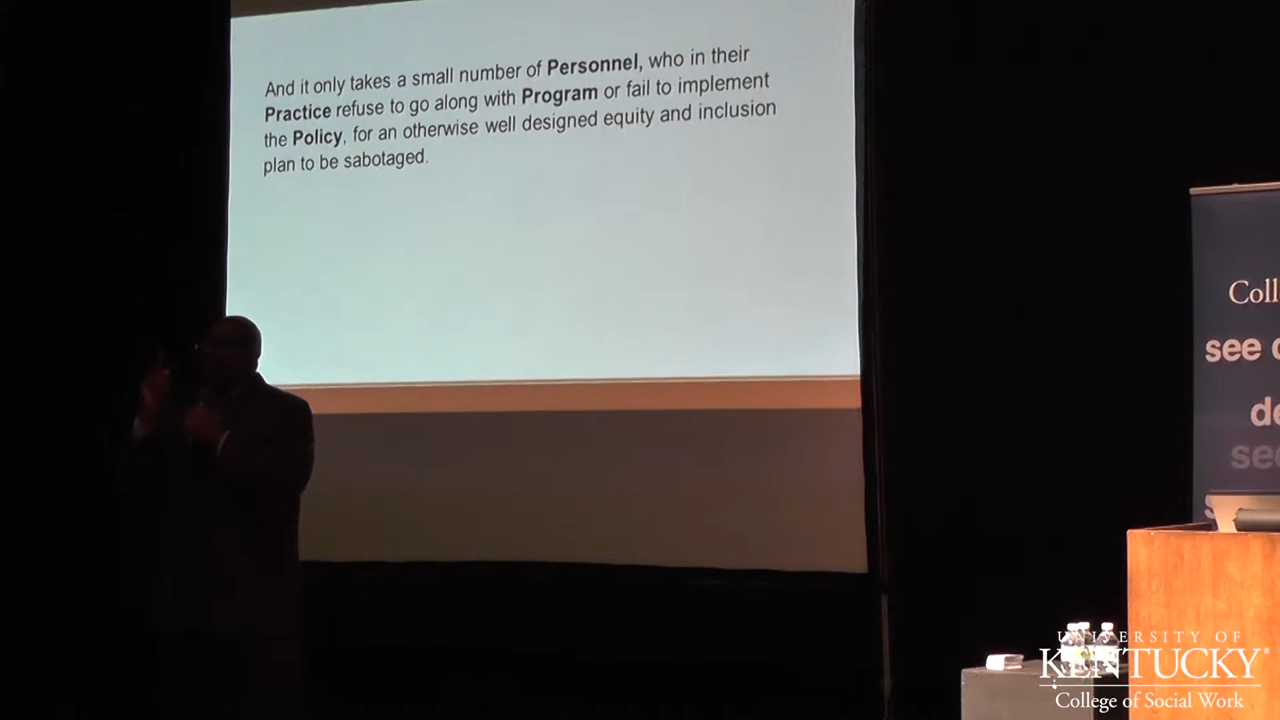 And it only takes a small number of Personnel, who in their
Practice refuse to go along with Program or fail to implement
the Policy, for an otherwise well designed equity and inclusion
plan to be sabotaged.
Coll
see
de
see
UNIVERSITY OF
KENTUCKY®
College of Social Work